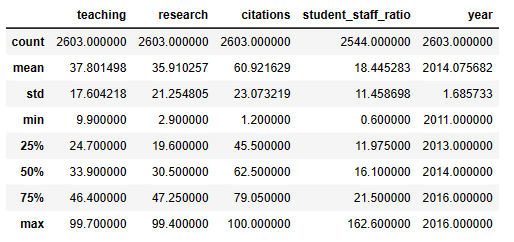 teaching research citations student_staff_ratio year
count 2603.000000 2603.000000 2603.000000 2544.000000 2603.000000
mean 37.801498 35.910257 60.921629 18.445283 2014.075682
std 17.604218 21.254805 23.073219 11.458698 1.685733
min 9.900000 2.900000 1.200000 0.600000 2011.000000
25% 24.700000 19.600000 45.500000 11.975000 2013.000000
50% 33.900000 30.500000 62.500000 16.100000 2014.000000
75% 46.400000 47.250000 79.050000 21.500000 2016.000000
max 99.700000 99.400000 100.000000 162.600000 2016.000000